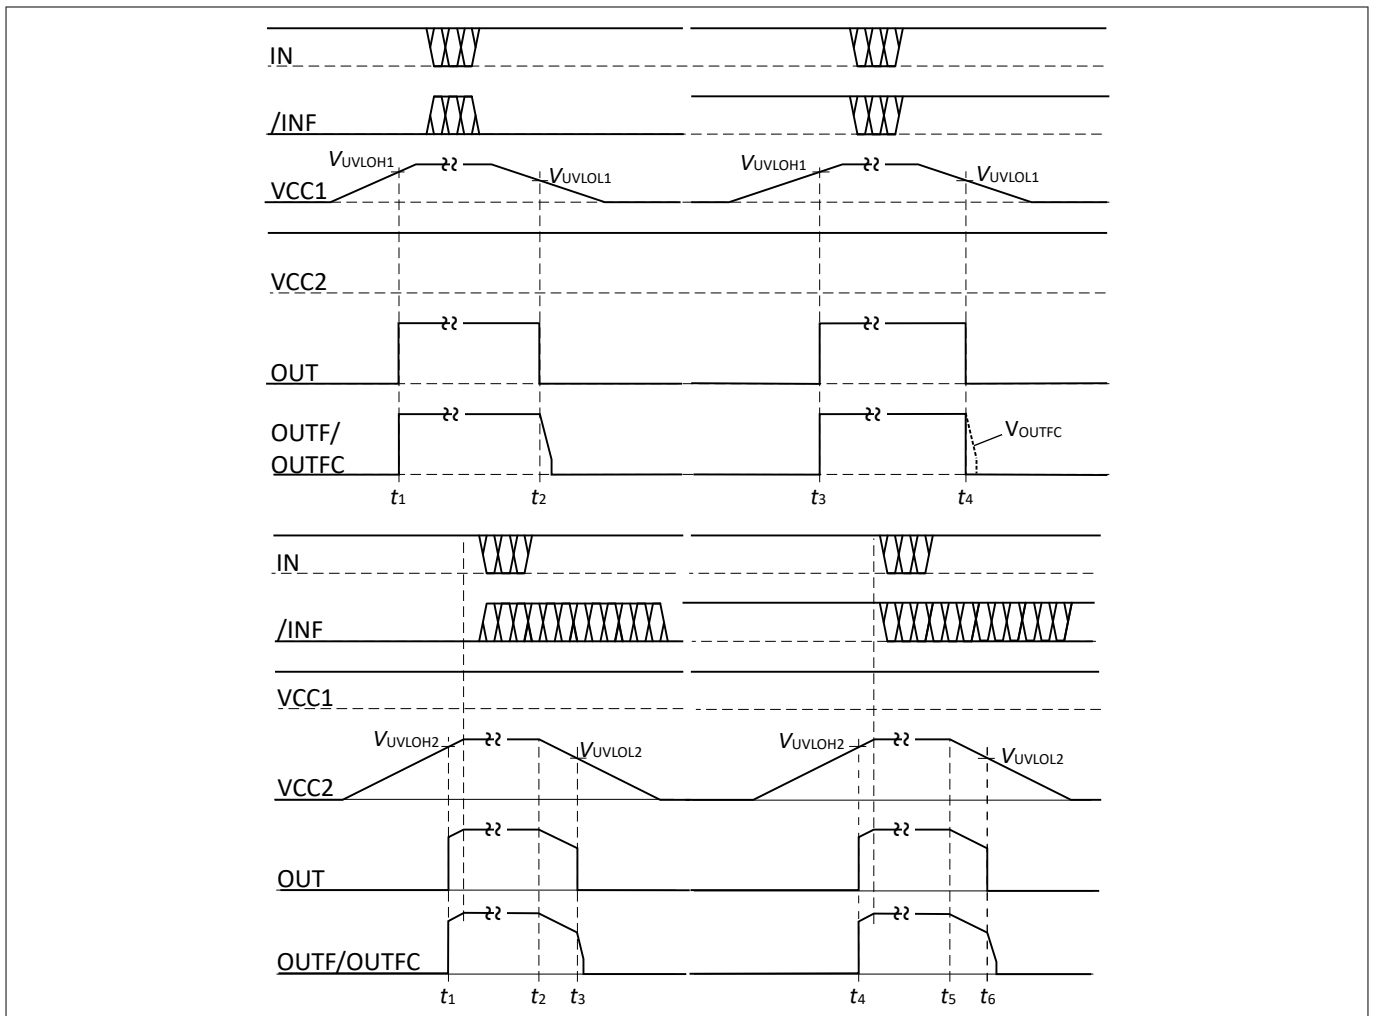 IN
/INF
VUVLOH1
VUVLOL1
VUVLOH1
VUVLOL1
VCC1
VCC2
OUT
OUTF/
OUTFC
VOUTFC
t1 t2 t3 t4
IN
/INF
VCC1
VUVLOH2
VUVLOL2
VUVLOH2
VUVLOL2
VCC2
OUT
OUTF/OUTFC
t1 t2 t3 t4 t5 t6